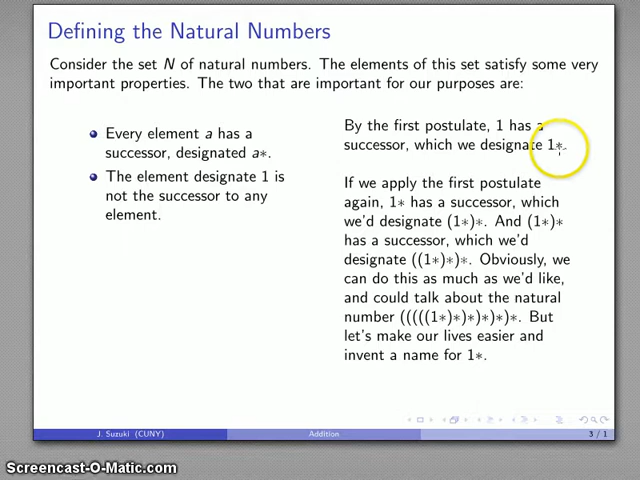 Defining the Natural Numbers
Consider the set N of natural numbers. The elements of this set satisfy some very
important properties. The two that are important for our purposes are:
Every element a has a
successor, designated a∗.
The element designate 1 is
not the successor to any
element.
By the first postulate, 1 has a
successor, which we designate 1∗.
If we apply the first postulate
again, 1∗ has a successor, which
we'd designate (1∗)∗. And (1∗)∗
has a successor, which we'd
designate ((1∗)∗)∗. Obviously, we
can do this as much as we'd like,
and could talk about the natural
number (((((1∗)∗)∗)∗)∗)∗. But
let's make our lives easier and
invent a name for 1∗.
J. Suzuki (CUNY)
Addition
3 / 1
Screencast-O-Matic.com